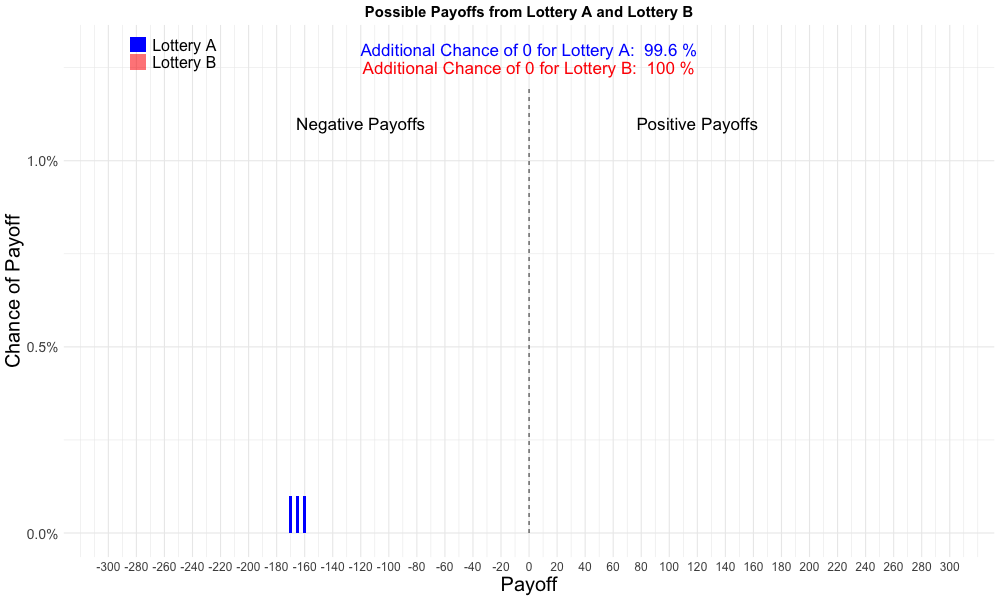 Possible Payoffs from Lottery A and Lottery B
Lottery A
Lottery B
Additional Chance of 0 for Lottery A:  99.6 %
Additional Chance of 0 for Lottery B:  100 %
Negative Payoffs
Positive Payoffs
Chance of Payoff
1.0%
0.5%
0.0%
-300 -280 -260 -240 -220 -200 -180 -160 -140 -120 -100 -80 -60 -40 -20 0 20 40 60 80 100 120 140 160 180 200 220 240 260 280 300
Payoff